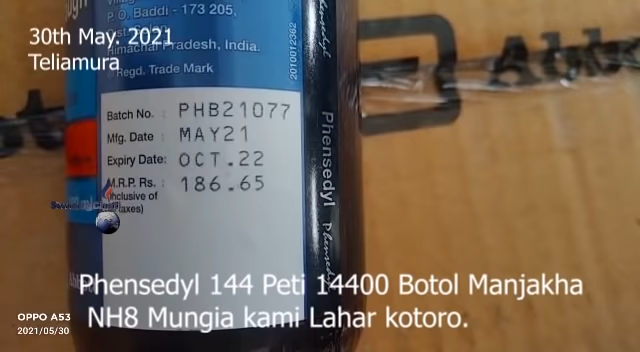 30th May, 2021
Teliamura
P.O. Baddi - 173 205,
Himachal Pradesh, India.
Regd. Trade Mark
2010012362
Batch No. : PHB21077
Mfg. Date : MAY21
Expiry Date: OCT.22
M.R.P. Rs. : 186.65
(Inclusive of
taxes)
Phensedyl
Phensedyl 144 Peti 14400 Botol Manjakha
NH8 Mungia kami Lahar kotoro.
OPPO A53
2021/05/30